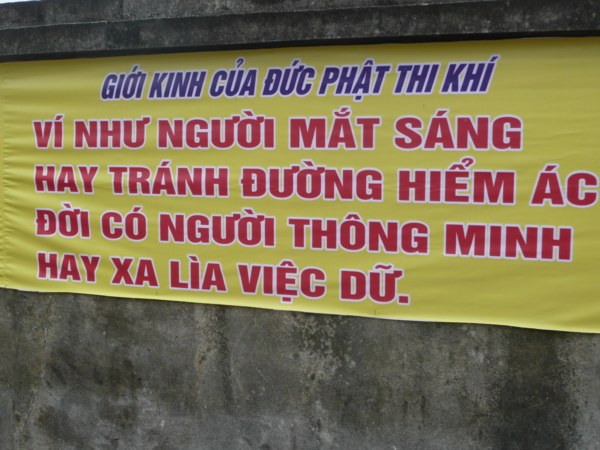 GIỚI KINH CỦA ĐỨC PHẬT THI KHÍ
VÍ NHƯ NGƯỜI MẮT SÁNG
HAY TRÁNH ĐƯỜNG HIỂM ÁC
ĐỜI CÓ NGƯỜI THÔNG MINH
HAY XA LÌA VIỆC DỮ.